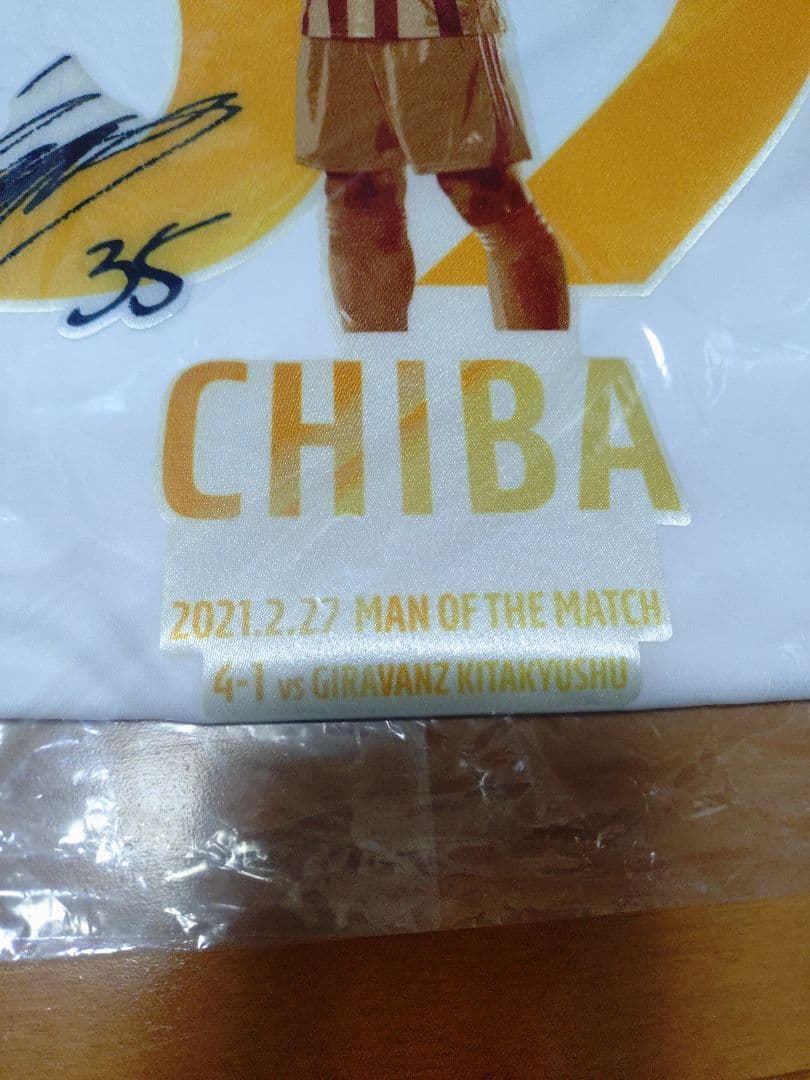 35
CHIBA
2021.2.27 MAN OF THE MATCH
4-1 vs GIRAVANZ KITAKYUSHU